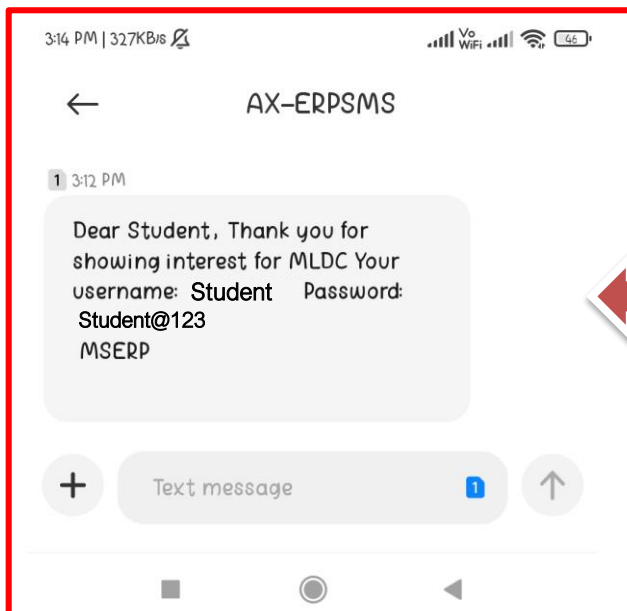 3:14 PM | 327KB/s Vo WiFi 46
AX-ERPSMS
1 3:12 PM
Dear Student, Thank you for
showing interest for MLDC Your
username: Student Password:
Student@123
MSERP
Text message 1